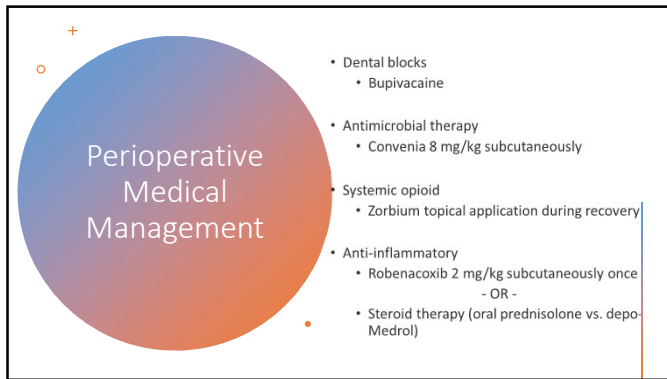 Perioperative
Medical
Management
• Dental blocks
• Bupivacaine
• Antimicrobial therapy
• Convenia 8 mg/kg subcutaneously
• Systemic opioid
• Zorbium topical application during recovery
• Anti-inflammatory
• Robenacoxib 2 mg/kg subcutaneously once
- OR -
• Steroid therapy (oral prednisolone vs. depo-
Medrol)